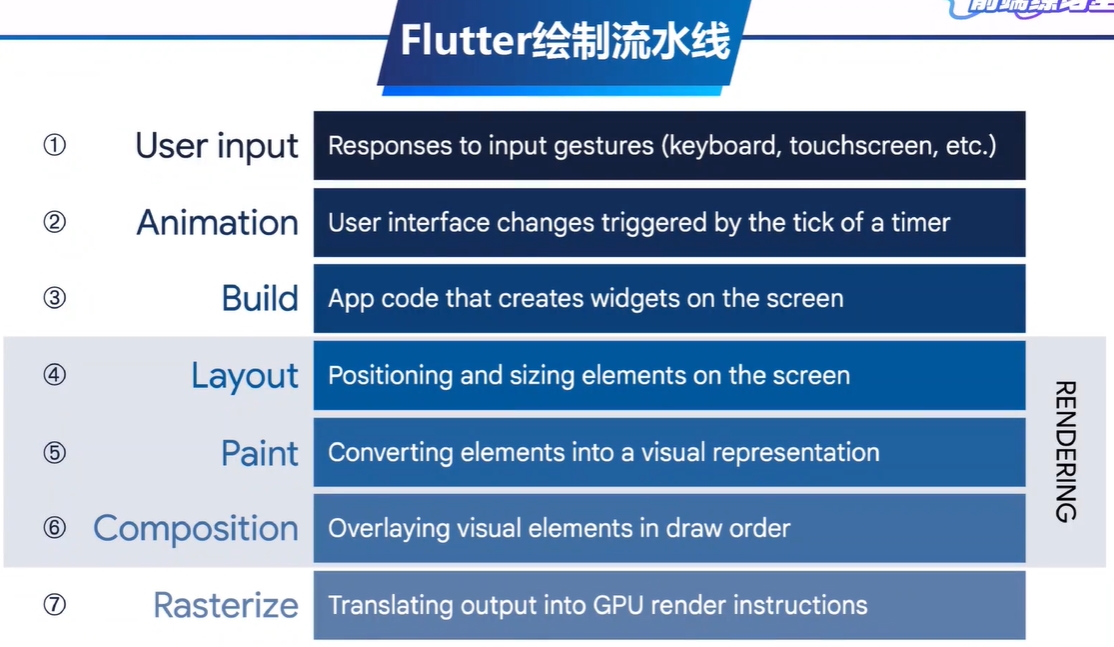 Flutter绘制流水线
① User input Responses to input gestures (keyboard, touchscreen, etc.)
② Animation User interface changes triggered by the tick of a timer
③ Build App code that creates widgets on the screen
④ Layout Positioning and sizing elements on the screen
⑤ Paint Converting elements into a visual representation
⑥ Composition Overlaying visual elements in draw order
⑦ Rasterize Translating output into GPU render instructions
RENDERING